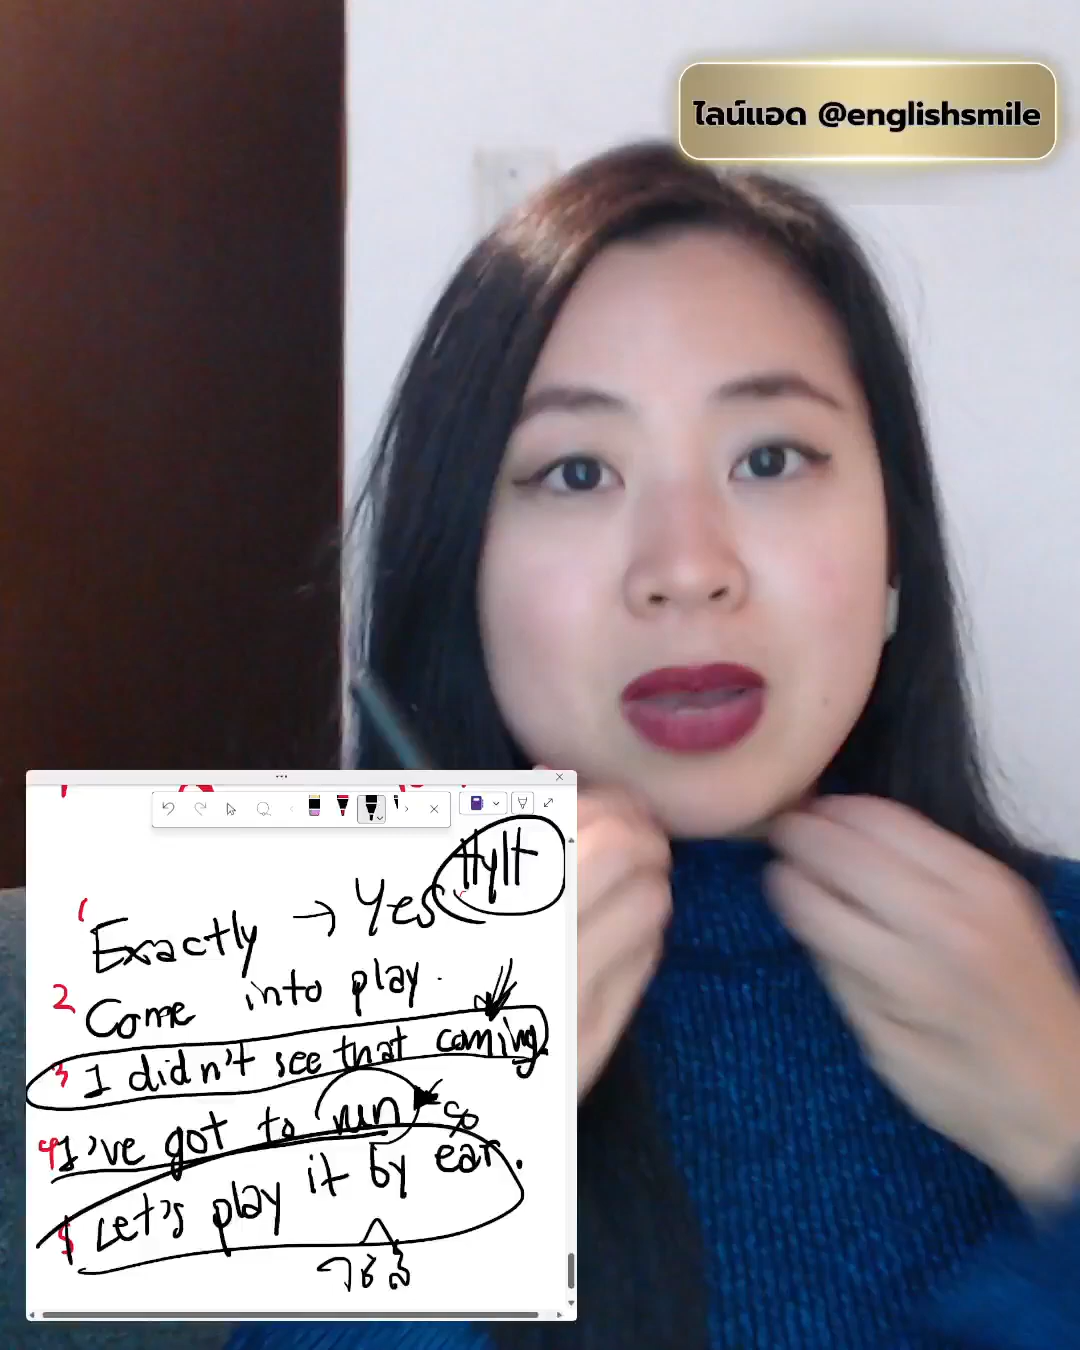 ไลน์แอด @englishsmile
1 Exactly → Yes
2 Come into play.
3 I didn't see that coming.
4 I've got to run
5 Let's play it by ear.